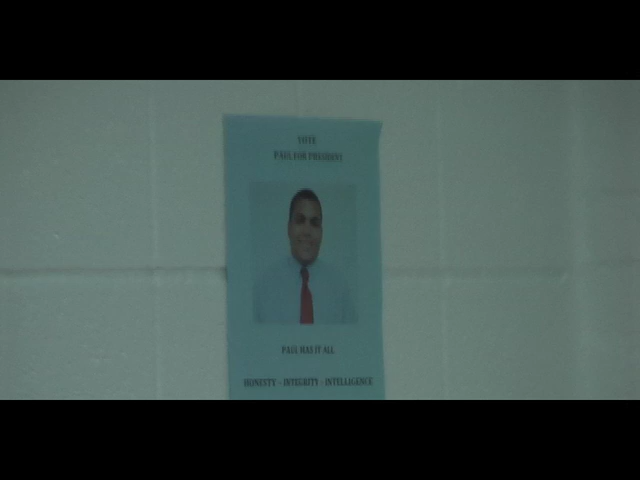 VOTE
PAUL FOR PRESIDENT
PAUL HAS IT ALL
HONESTY - INTEGRITY - INTELLIGENCE